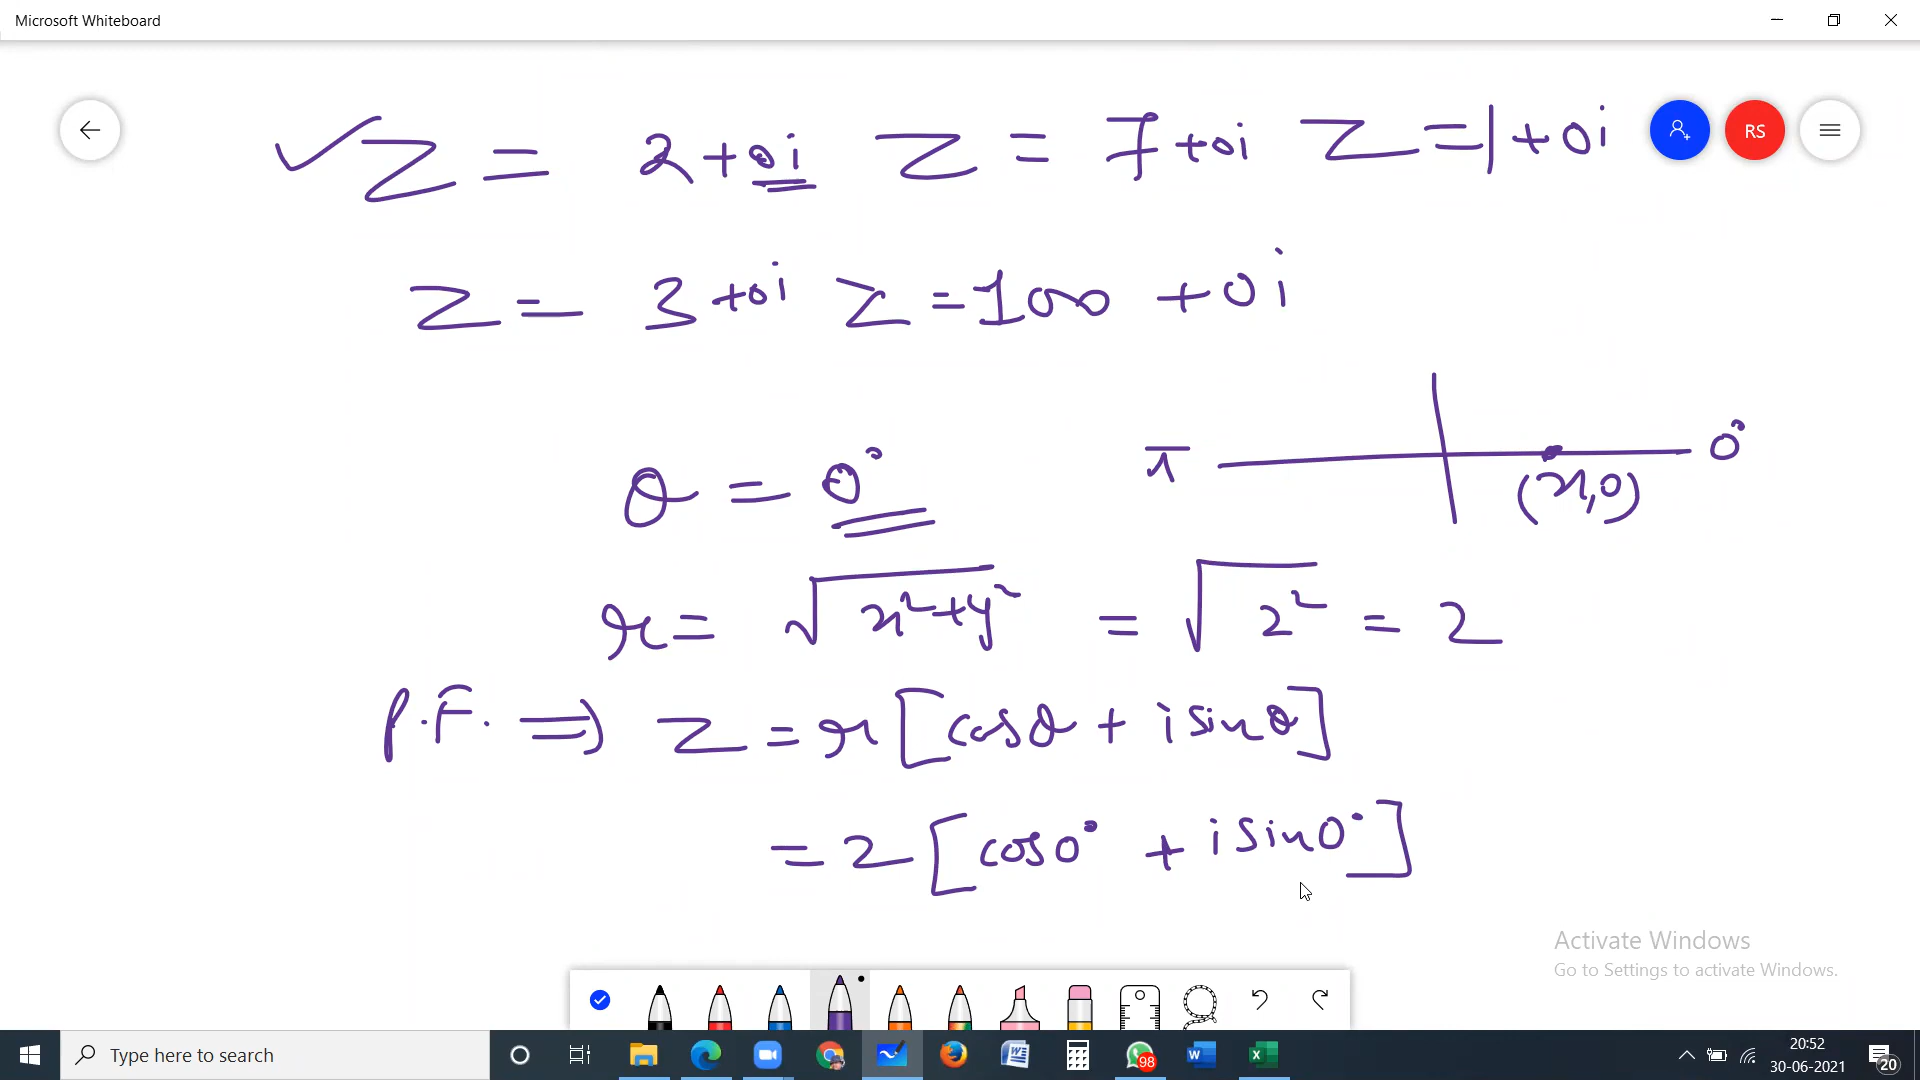 Microsoft Whiteboard
✓ Z = 2 + 0i Z = 7 + 0i Z = 1 + 0i
RS
Z = 3 + 0i Z = 100 + 0i
π 0°
(x,0)
θ = 0°
r = √x²+y² = √2² = 2
P.F. ⇒ Z = r [cosθ + i sinθ]
= 2 [cos0° + i sin0°]
Activate Windows
Go to Settings to activate Windows.
Type here to search
98
20:52
30-06-2021
20